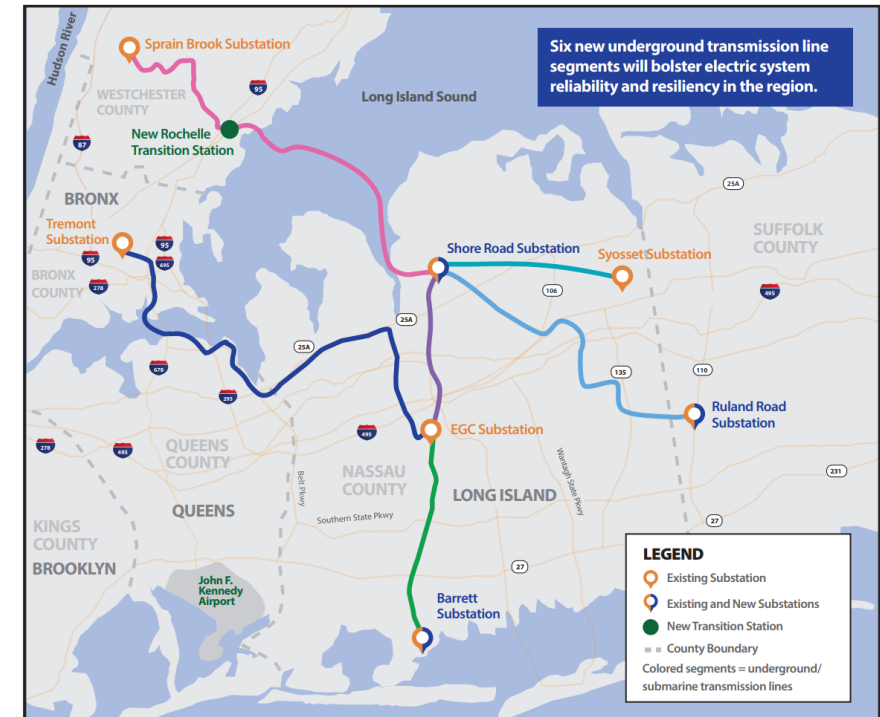 Six new underground transmission line
segments will bolster electric system
reliability and resiliency in the region.
Hudson River
Sprain Brook Substation
95
Long Island Sound
WESTCHESTER
COUNTY
New Rochelle
Transition Station
87
25A
BRONX
Tremont
Substation
95
95
695
BRONX
COUNTY
278
Shore Road Substation
Syosset Substation
SUFFOLK
COUNTY
106
495
25A
25A
678
295
135
110
Ruland Road
Substation
278
495
495
EGC Substation
QUEENS
COUNTY
NASSAU
COUNTY
LONG ISLAND
Belt Pkwy
Wantagh State Pkwy
231
QUEENS
Southern State Pkwy
27
KINGS
COUNTY
BROOKLYN
John F.
Kennedy
Airport
27
Barrett
Substation
LEGEND
Existing Substation
Existing and New Substations
New Transition Station
County Boundary
Colored segments = underground/
submarine transmission lines